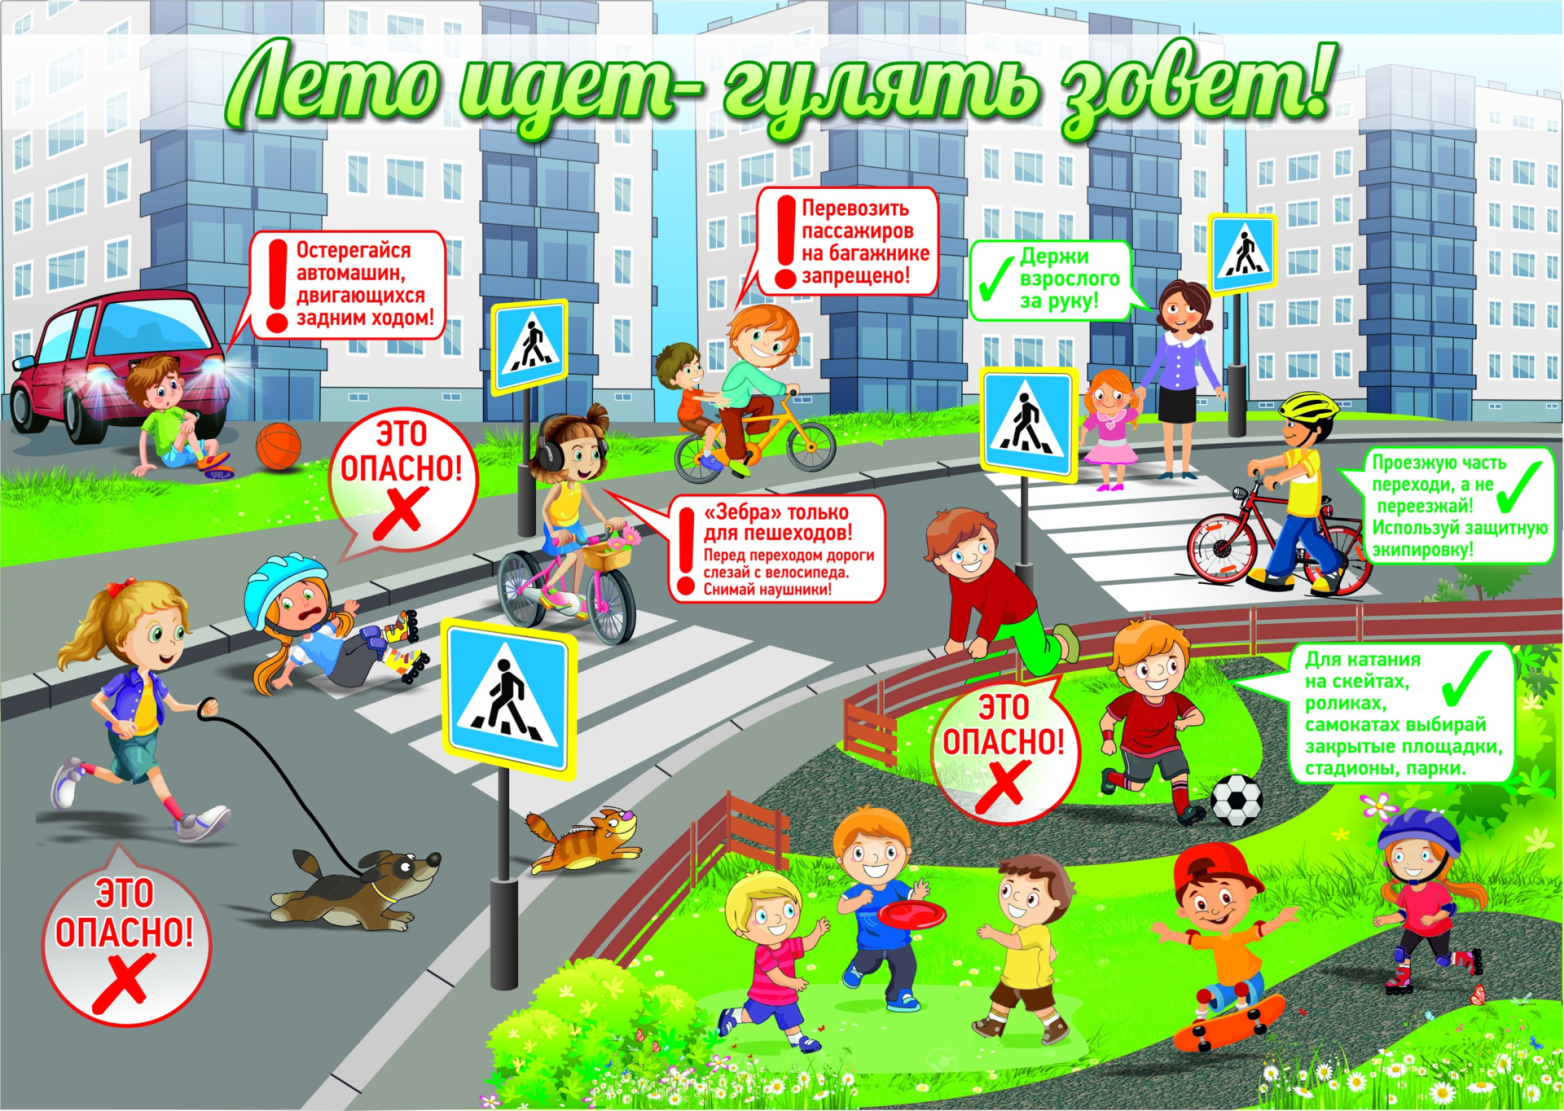 Лето идет- гулять зовет!
Остерегайся
автомашин,
двигающихся
задним ходом!
Перевозить
пассажиров
на багажнике
запрещено!
Держи
взрослого
за руку!
ЭТО
ОПАСНО!
Проезжую часть
переходи, а не
переезжай!
Используй защитную
экипировку!
«Зебра» только
для пешеходов!
Перед переходом дороги
слезай с велосипеда.
Снимай наушники!
Для катания
на скейтах,
роликах,
самокатах выбирай
закрытые площадки,
стадионы, парки.
ЭТО
ОПАСНО!
ЭТО
ОПАСНО!